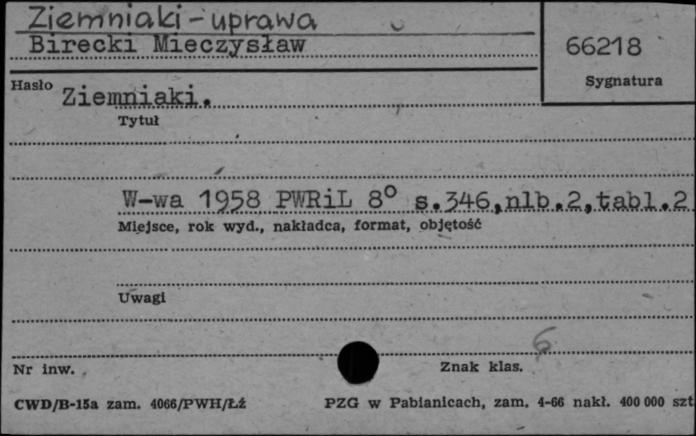 Ziemniaki - uprawa
Birecki Mieczysław
66218
Sygnatura
Hasło
Ziemniaki.
Tytuł
W-wa 1958 PWRiL 8° s.346,nlb.2,tabl.2
Miejsce, rok wyd., nakładca, format, objętość
Uwagi
6
Nr inw.
Znak klas.
CWD/B-15a zam. 4066/PWH/Łź
PZG w Pabianicach, zam. 4-66 nakł. 400 000 szt